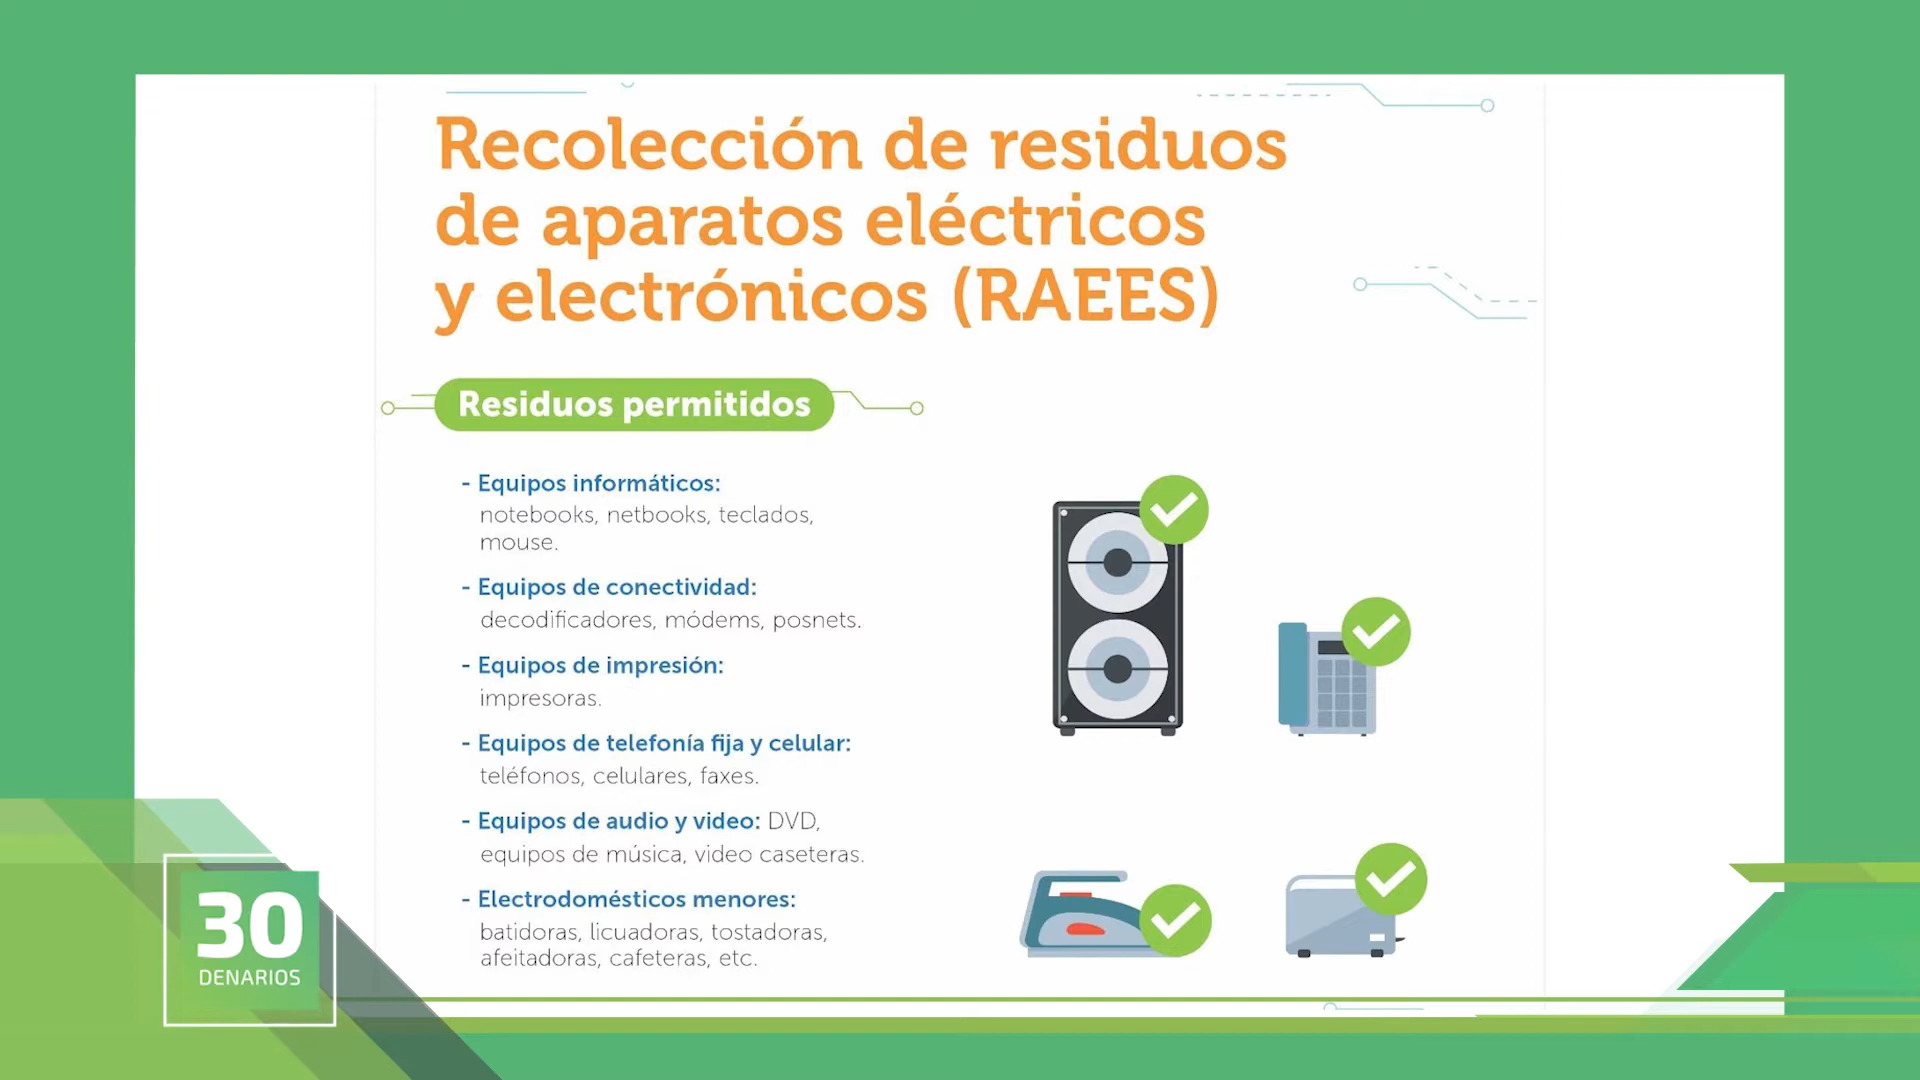 Recolección de residuos
de aparatos eléctricos
y electrónicos (RAEES)
Residuos permitidos
- Equipos informáticos:
notebooks, netbooks, teclados,
mouse.
- Equipos de conectividad:
decodificadores, módems, posnets.
- Equipos de impresión:
impresoras.
- Equipos de telefonía fija y celular:
teléfonos, celulares, faxes.
- Equipos de audio y video: DVD,
equipos de música, video caseteras.
- Electrodomésticos menores:
batidoras, licuadoras, tostadoras,
afeitadoras, cafeteras, etc.
30
DENARIOS